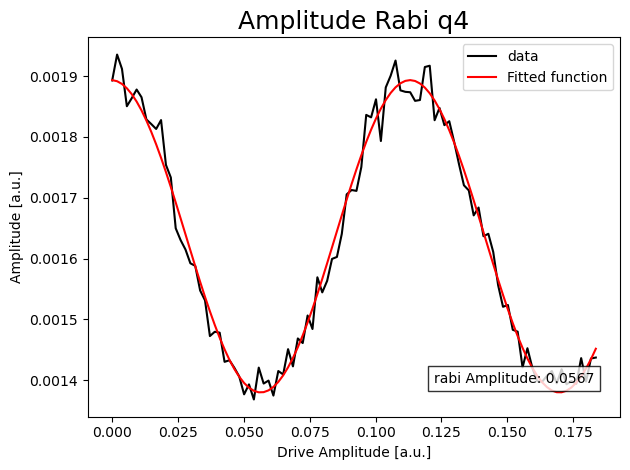 Amplitude Rabi q4
data
Fitted function
Amplitude [a.u.]
0.0019
0.0018
0.0017
0.0016
0.0015
0.0014
rabi Amplitude: 0.0567
0.000 0.025 0.050 0.075 0.100 0.125 0.150 0.175
Drive Amplitude [a.u.]